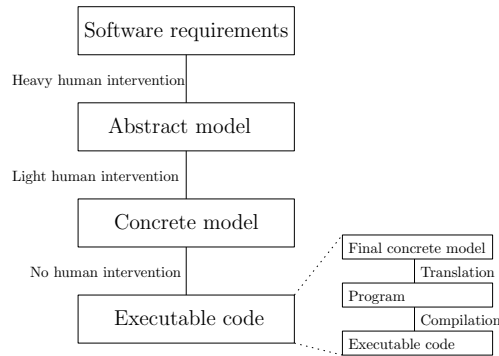 Software requirements
Heavy human intervention
Abstract model
Light human intervention
Concrete model
No human intervention
Executable code
Final concrete model
Translation
Program
Compilation
Executable code